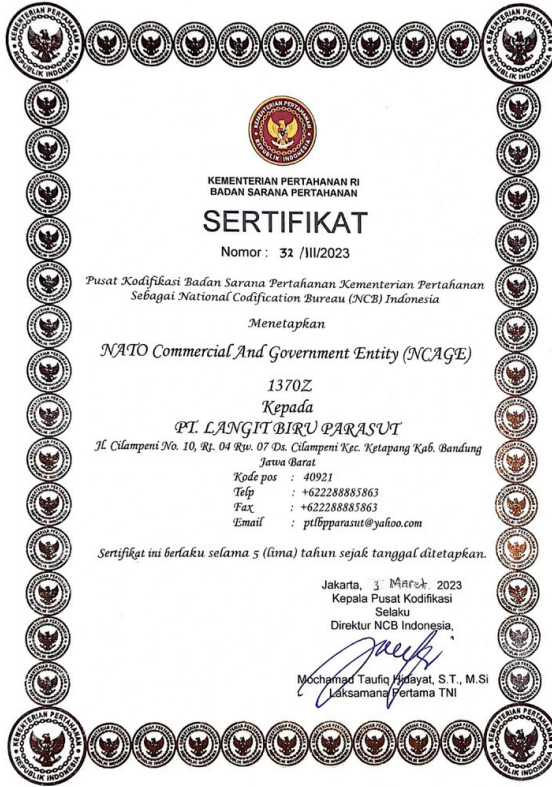 KEMENTERIAN PERTAHANAN RI
BADAN SARANA PERTAHANAN
SERTIFIKAT
Nomor : 32 /III/2023
Pusat Kodifikasi Badan Sarana Pertahanan Kementerian Pertahanan
Sebagai National Codification Bureau (NCB) Indonesia
Menetapkan
NATO Commercial And Government Entity (NCAGE)
1370Z
Kepada
PT. LANGIT BIRU PARASUT
Jl. Cilampeni No. 10, Rt. 04 Rw. 07 Ds. Cilampeni Kec. Ketapang Kab. Bandung
Jawa Barat
Kode pos : 40921
Telp : +622288885863
Fax : +622288885863
Email : ptlbpparasut@yahoo.com
Sertifikat ini berlaku selama 5 (lima) tahun sejak tanggal ditetapkan.
Jakarta, 3 Maret 2023
Kepala Pusat Kodifikasi
Selaku
Direktur NCB Indonesia,
Mochamad Taufiq Hidayat, S.T., M.Si
Laksamana Pertama TNI